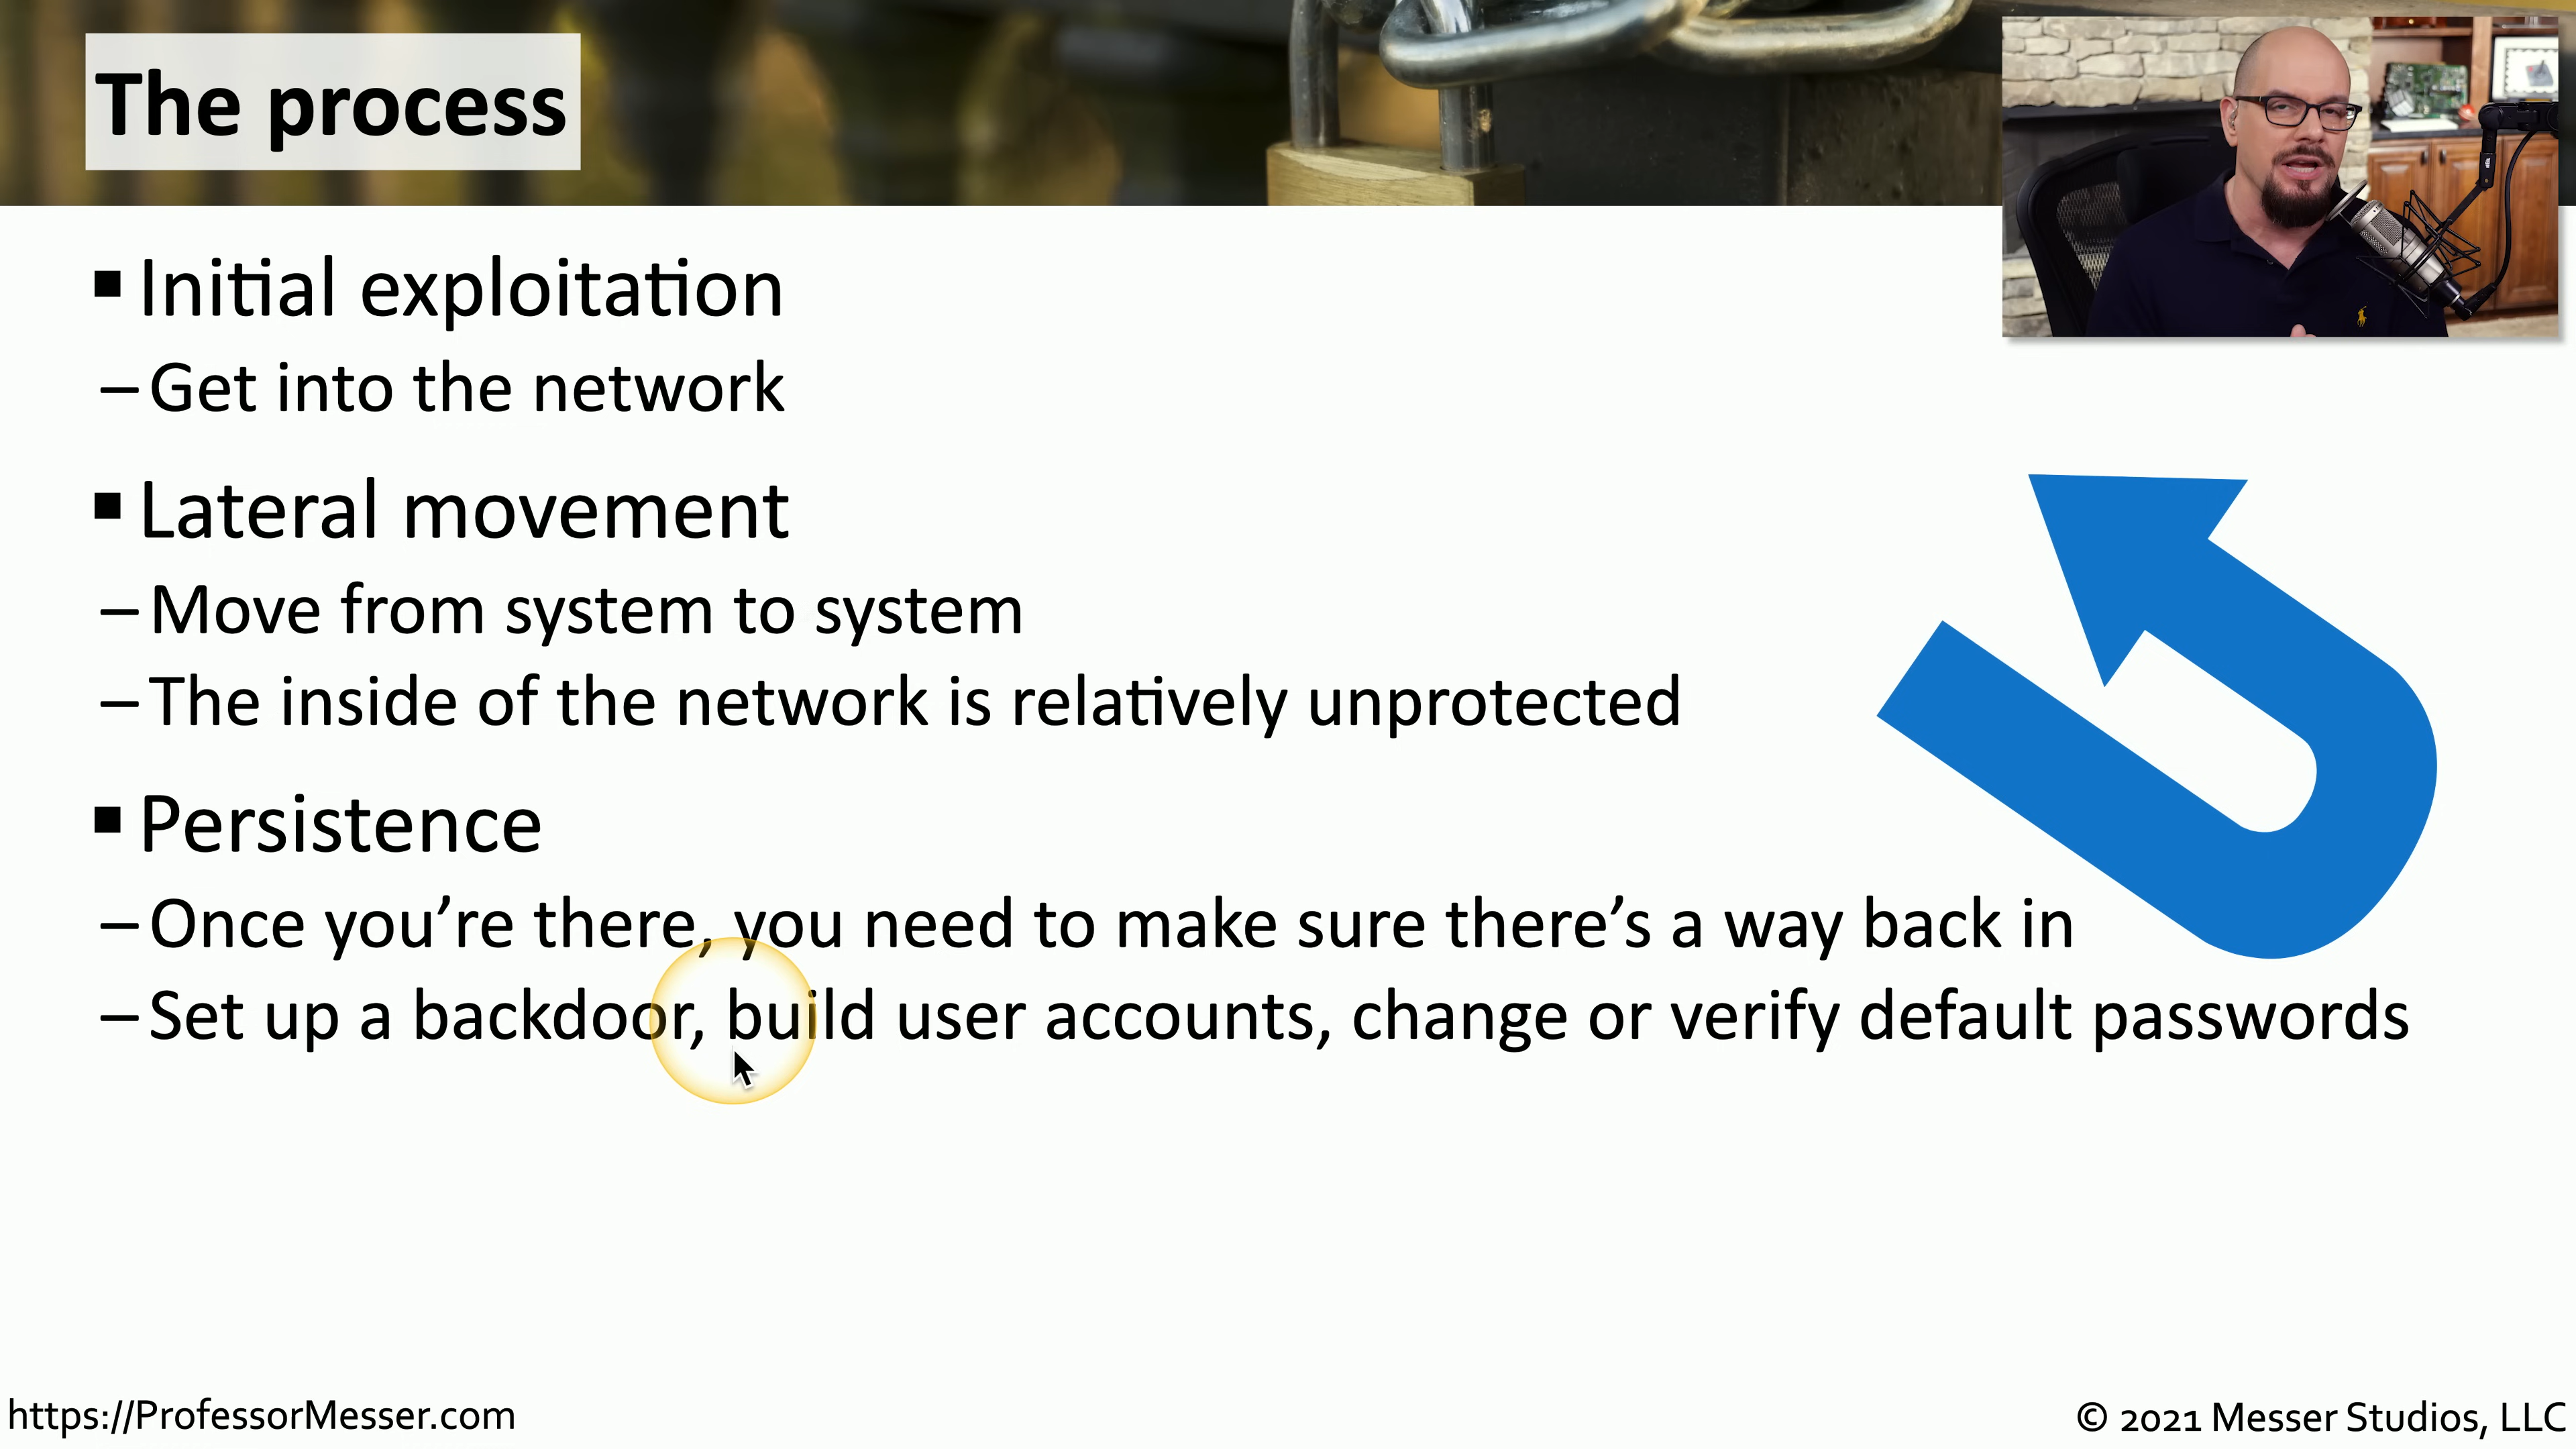 The process
▪ Initial exploitation
– Get into the network
▪ Lateral movement
– Move from system to system
– The inside of the network is relatively unprotected
▪ Persistence
– Once you’re there, you need to make sure there’s a way back in
– Set up a backdoor, build user accounts, change or verify default passwords
https://ProfessorMesser.com
© 2021 Messer Studios, LLC